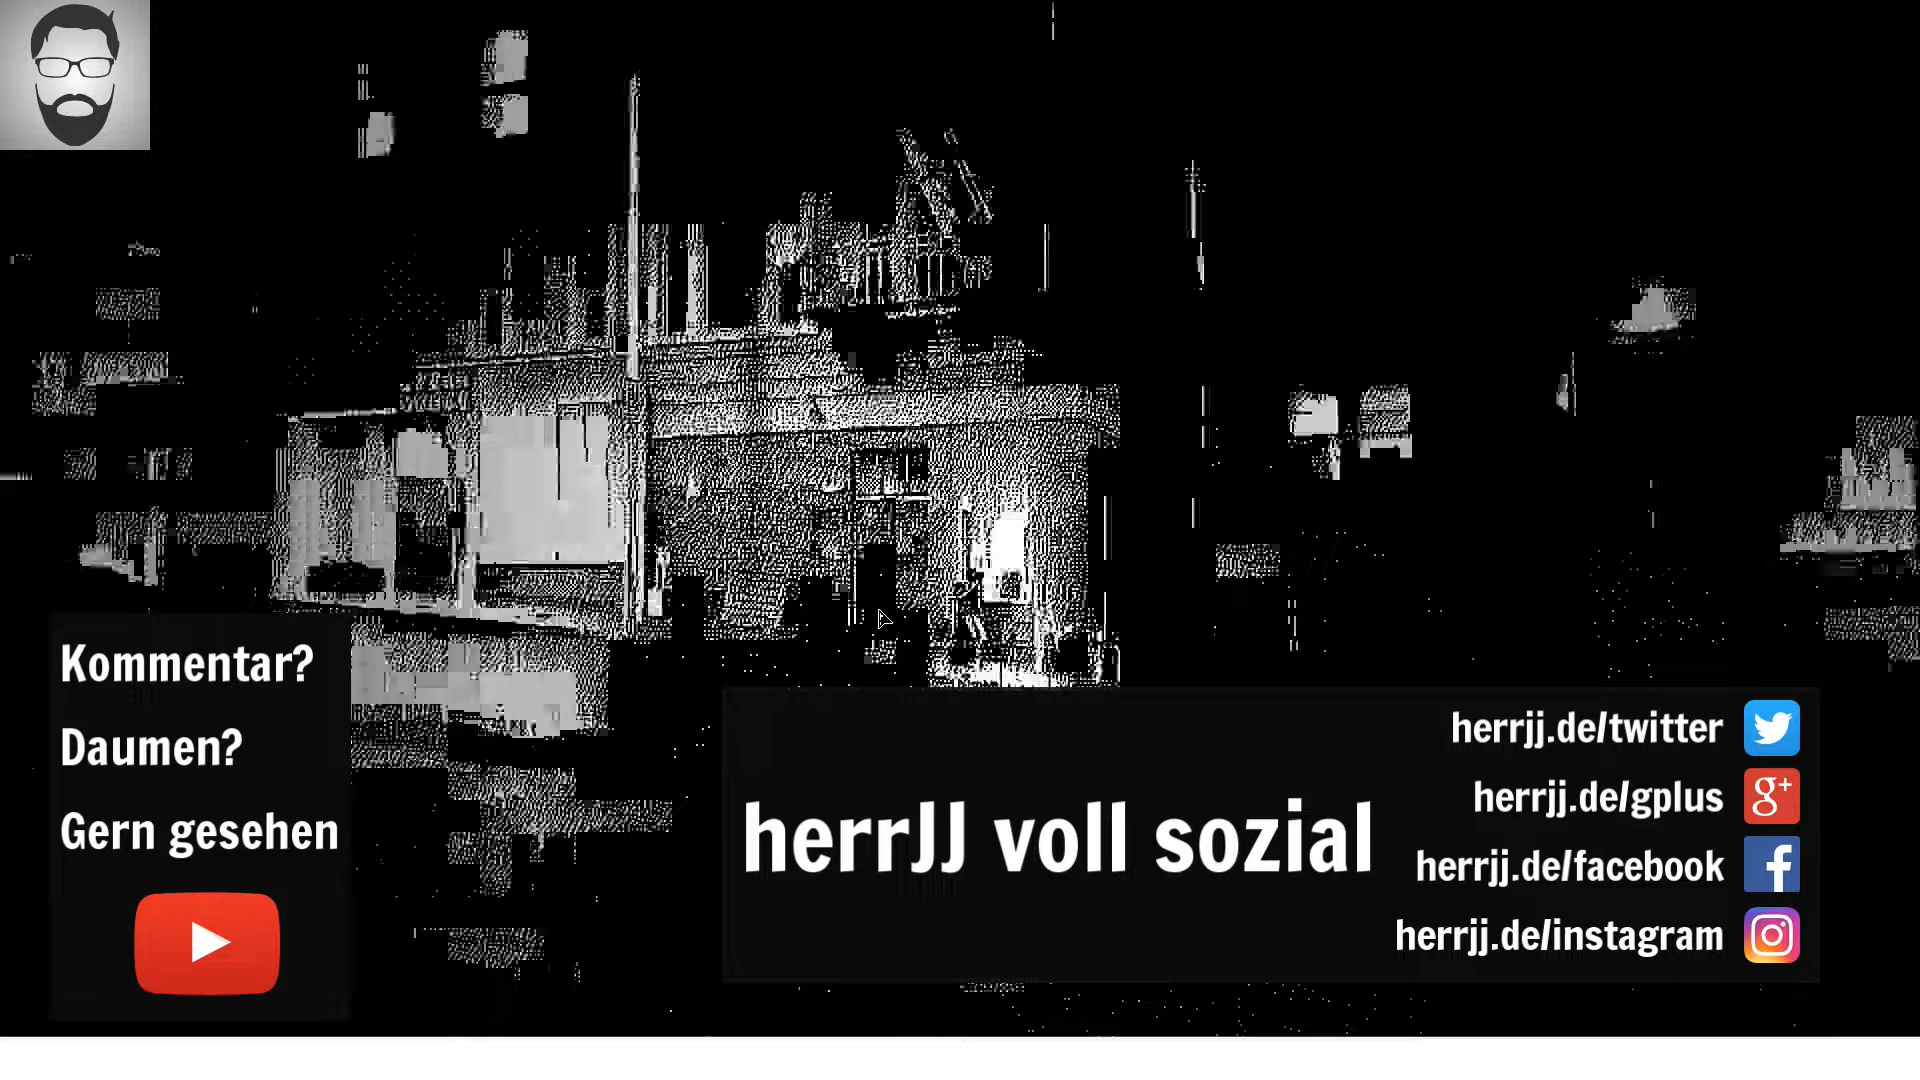 Kommentar?
Daumen?
Gern gesehen
herrJJ voll sozial
herrjj.de/twitter
herrjj.de/gplus
g+
herrjj.de/facebook
f
herrjj.de/instagram